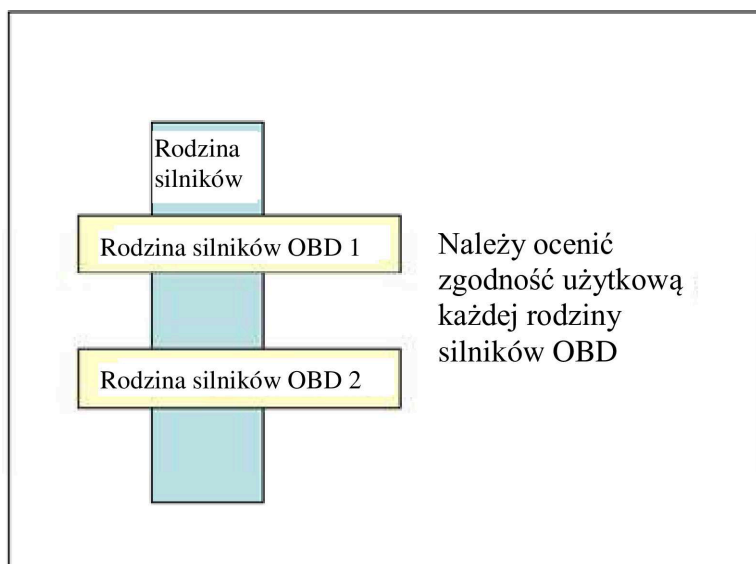 Rodzina
silników
Rodzina silników OBD 1
Rodzina silników OBD 2
Należy ocenić
zgodność użytkową
każdej rodziny
silników OBD